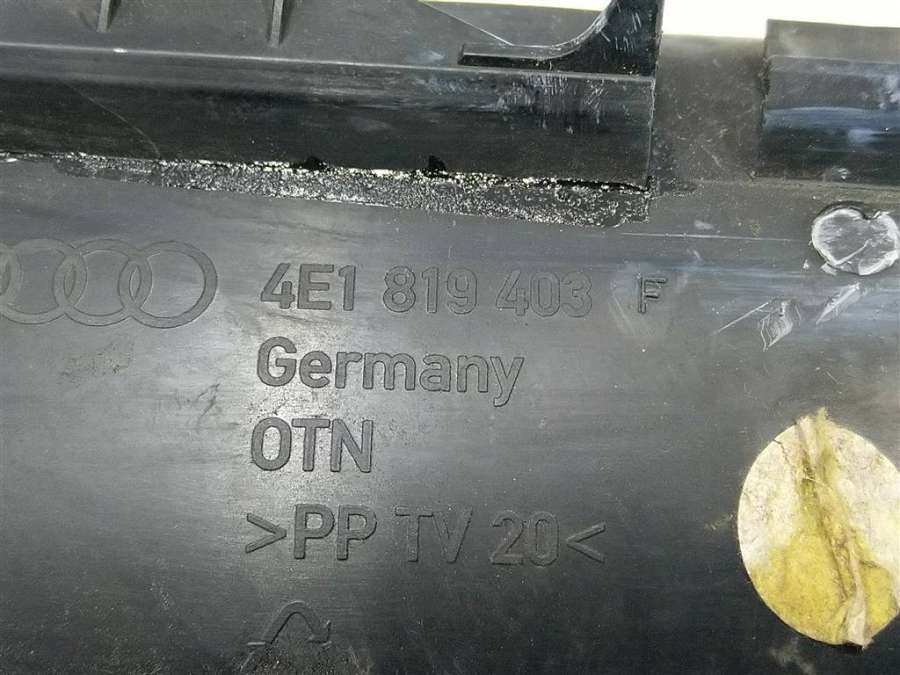 4E1 819 403 F
Germany
OTN
>PP TV 20<